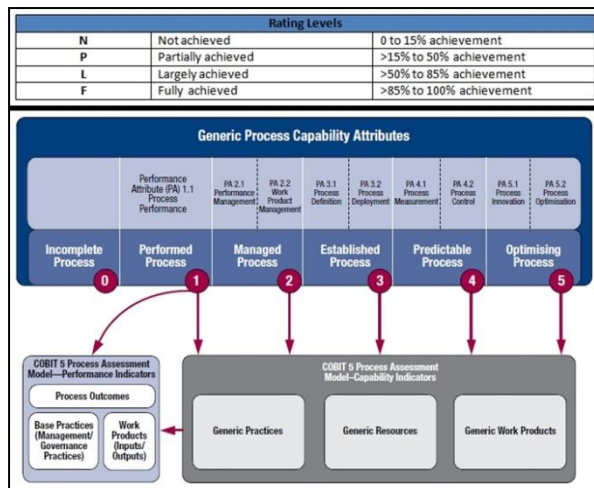 Rating Levels
N Not achieved 0 to 15% achievement
P Partially achieved >15% to 50% achievement
L Largely achieved >50% to 85% achievement
F Fully achieved >85% to 100% achievement
Generic Process Capability Attributes
Performance
Attribute (PA) 1.1
Process
Performance
PA 2.1
Performance
Management
PA 2.2
Work
Product
Management
PA 3.1
Process
Definition
PA 3.2
Process
Deployment
PA 4.1
Process
Measurement
PA 4.2
Process
Control
PA 5.1
Process
Innovation
PA 5.2
Process
Optimisation
Incomplete
Process
0
Performed
Process
1
Managed
Process
2
Established
Process
3
Predictable
Process
4
Optimising
Process
5
COBIT 5 Process Assessment
Model—Performance Indicators
Process Outcomes
Base Practices
(Management/
Governance
Practices)
Work
Products
(Inputs/
Outputs)
COBIT 5 Process Assessment
Model–Capability Indicators
Generic Practices
Generic Resources
Generic Work Products